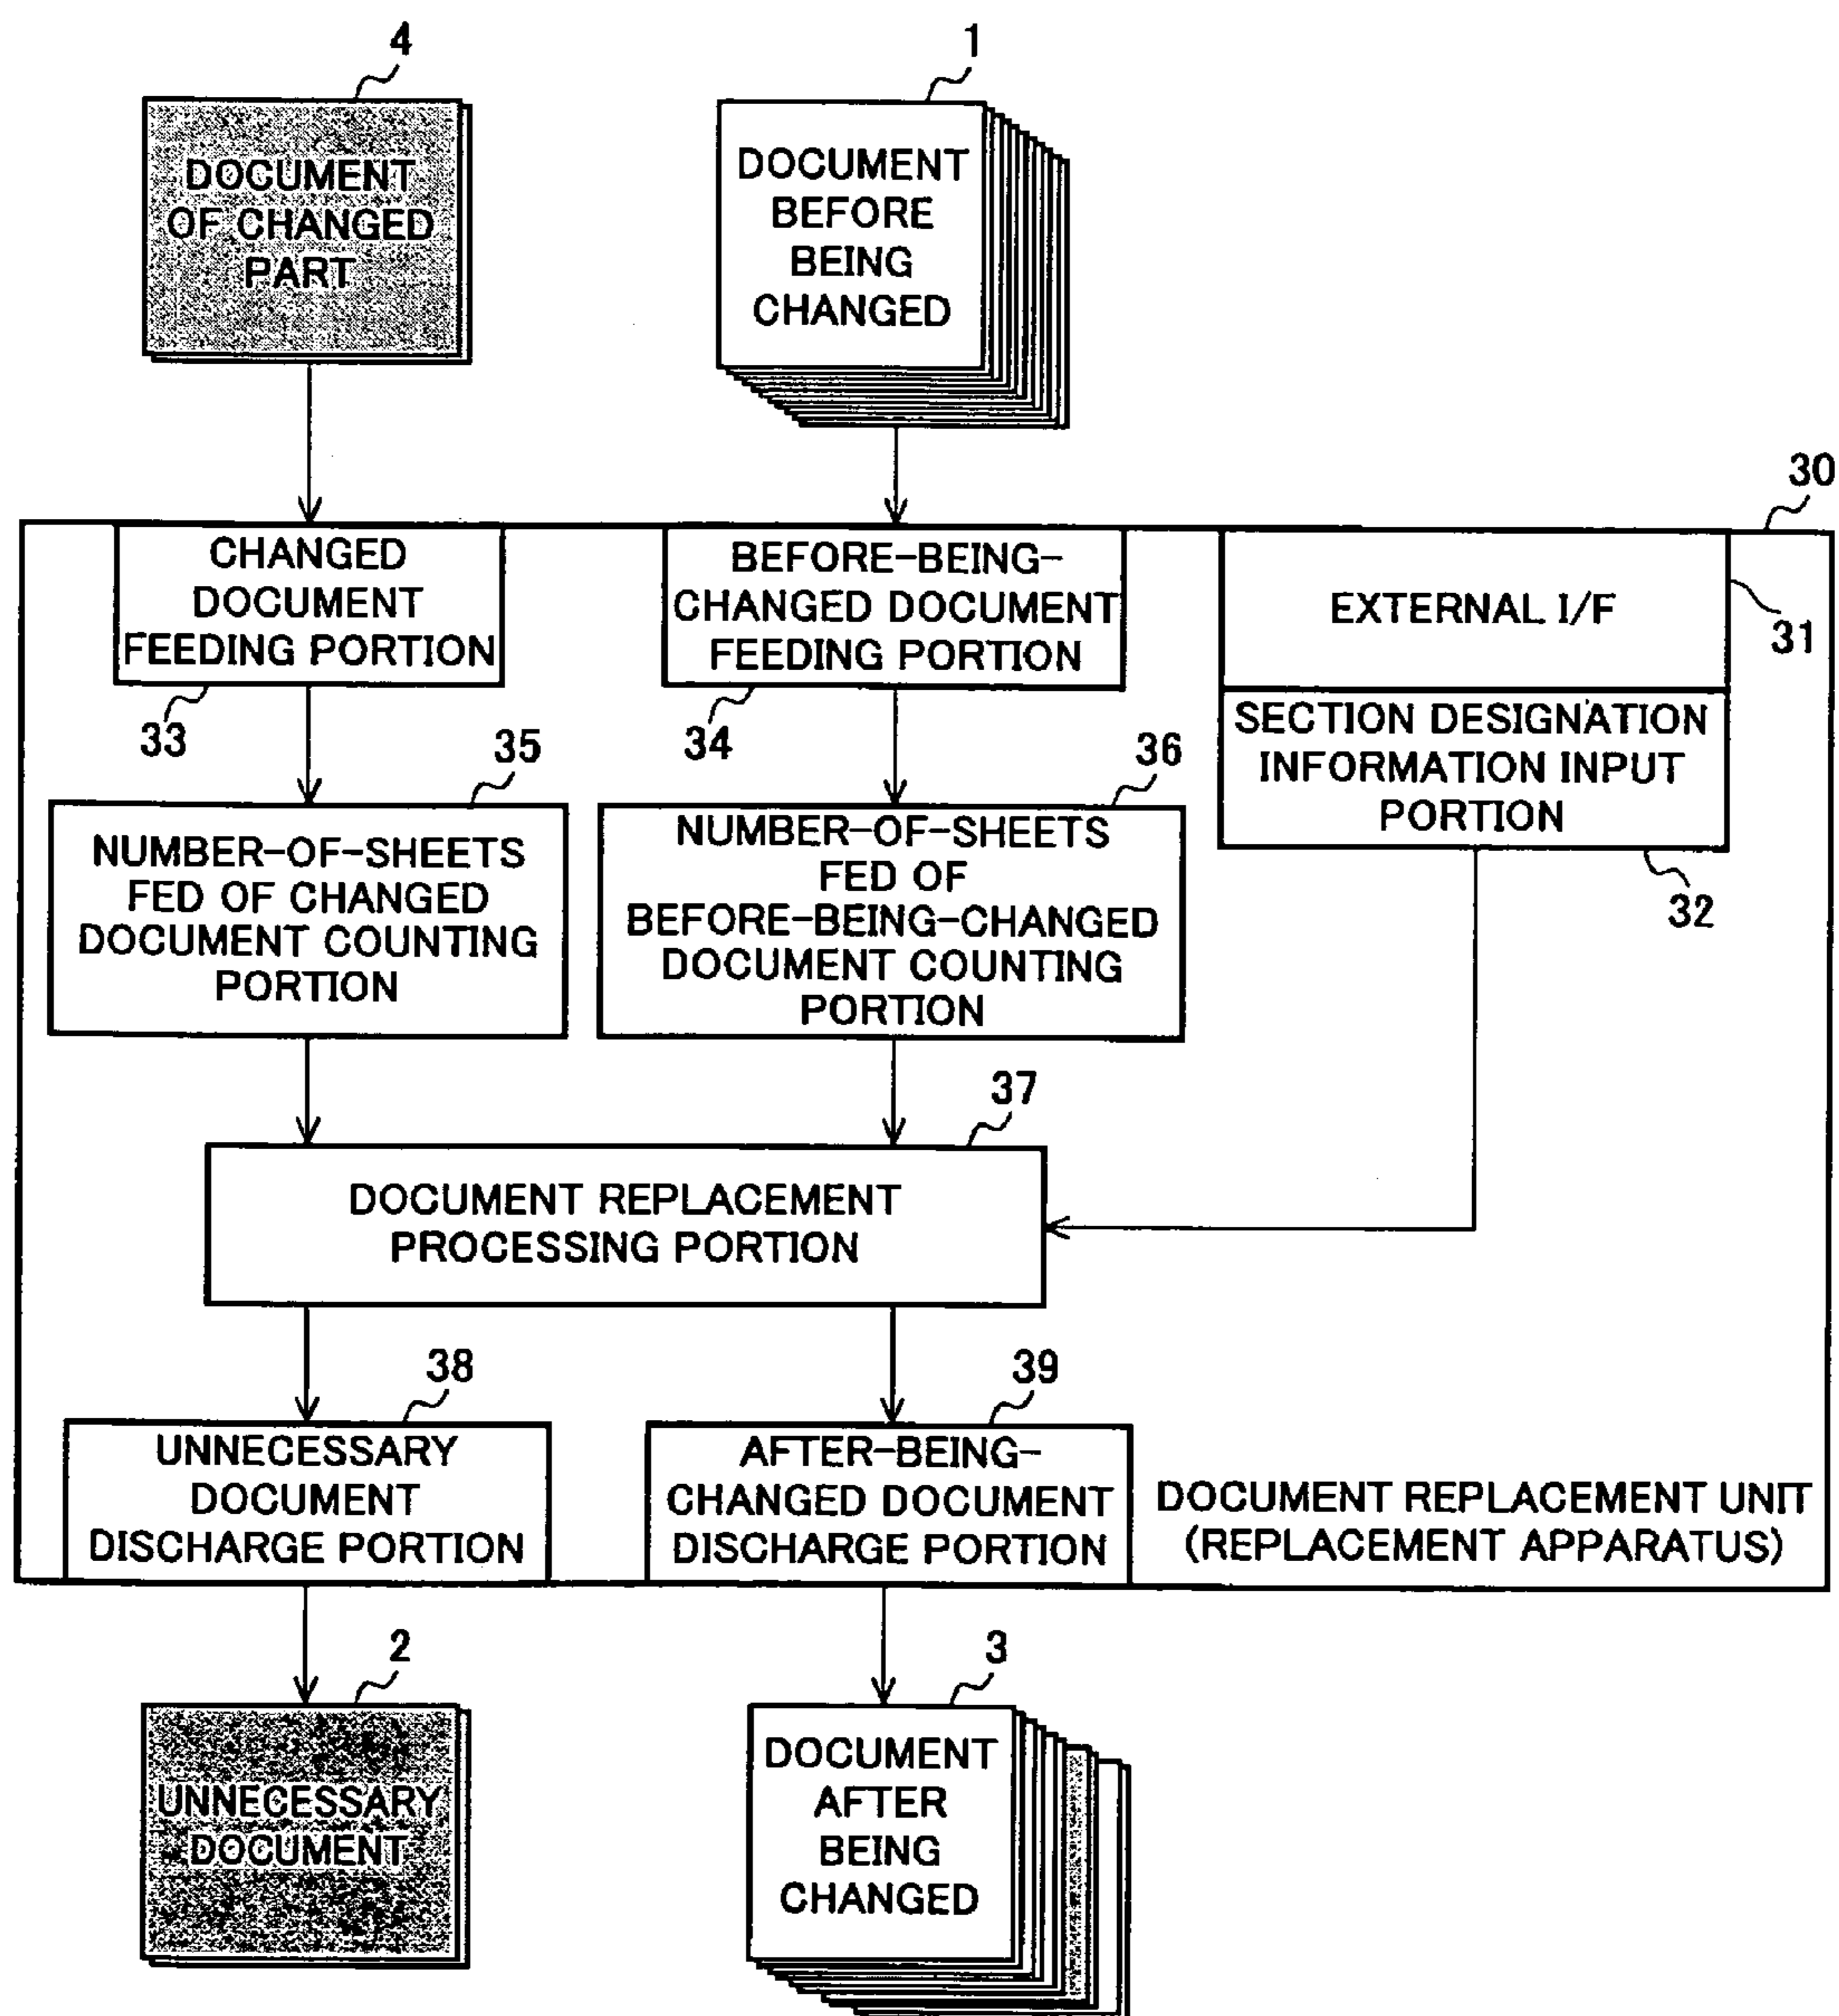 4
1
DOCUMENT
OF CHANGED
PART
DOCUMENT
BEFORE
BEING
CHANGED
30
CHANGED
DOCUMENT
FEEDING PORTION
BEFORE-BEING-
CHANGED DOCUMENT
FEEDING PORTION
EXTERNAL I/F
31
33
34
SECTION DESIGNATION
INFORMATION INPUT
PORTION
32
35
36
NUMBER-OF-SHEETS
FED OF CHANGED
DOCUMENT COUNTING
PORTION
NUMBER-OF-SHEETS
FED OF
BEFORE-BEING-CHANGED
DOCUMENT COUNTING
PORTION
37
DOCUMENT REPLACEMENT
PROCESSING PORTION
38
39
UNNECESSARY
DOCUMENT
DISCHARGE PORTION
AFTER-BEING-
CHANGED DOCUMENT
DISCHARGE PORTION
DOCUMENT REPLACEMENT UNIT
(REPLACEMENT APPARATUS)
2
3
UNNECESSARY
DOCUMENT
DOCUMENT
AFTER
BEING
CHANGED